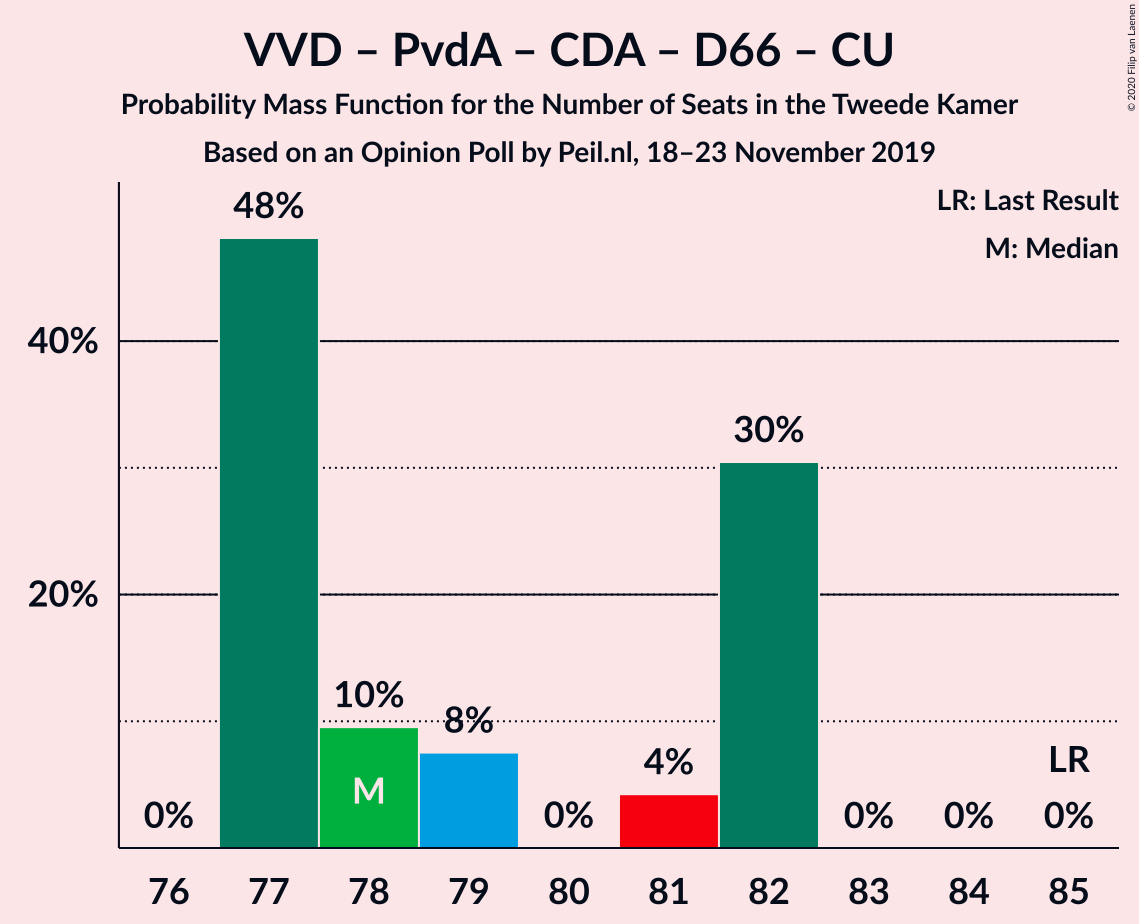 VVD – PvdA – CDA – D66 – CU
Probability Mass Function for the Number of Seats in the Tweede Kamer
Based on an Opinion Poll by Peil.nl, 18–23 November 2019
© 2020 Filip van Laenen
LR: Last Result
M: Median
48%
40%
30%
20%
10%
8%
4%
LR
M
0%
0%
0%
0%
0%
76 77 78 79 80 81 82 83 84 85